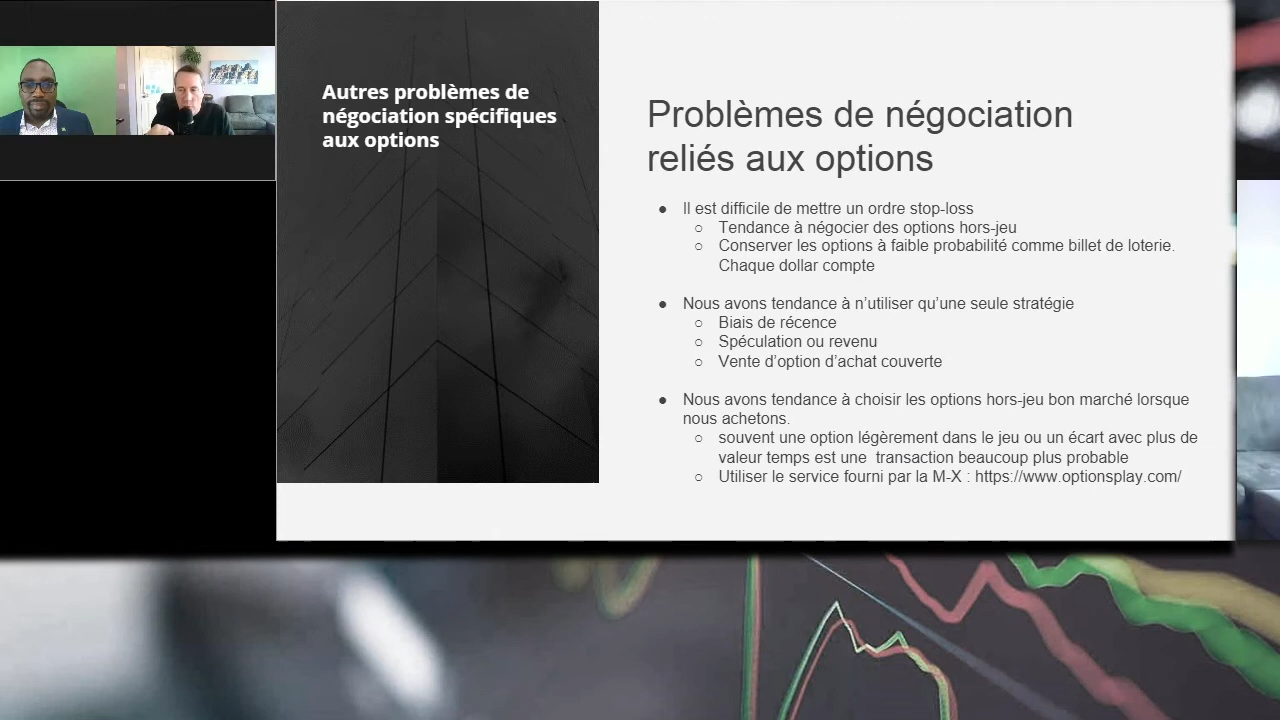 Autres problèmes de
négociation spécifiques
aux options
Problèmes de négociation
reliés aux options
● Il est difficile de mettre un ordre stop-loss
○ Tendance à négocier des options hors-jeu
○ Conserver les options à faible probabilité comme billet de loterie.
Chaque dollar compte
● Nous avons tendance à n’utiliser qu’une seule stratégie
○ Biais de récence
○ Spéculation ou revenu
○ Vente d’option d’achat couverte
● Nous avons tendance à choisir les options hors-jeu bon marché lorsque
nous achetons.
○ souvent une option légèrement dans le jeu ou un écart avec plus de
valeur temps est une transaction beaucoup plus probable
○ Utiliser le service fourni par la M-X : https://www.optionsplay.com/